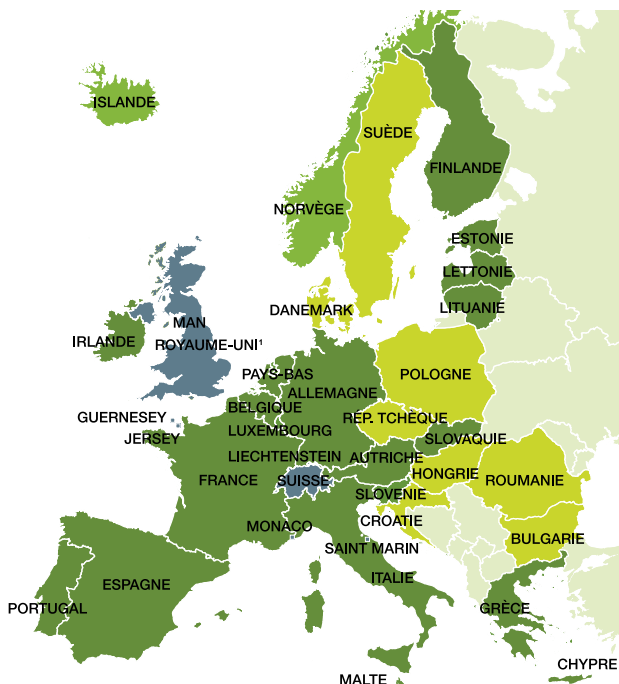 ISLANDE
SUÈDE
FINLANDE
NORVÈGE
ESTONIE
LETTONIE
DANEMARK
LITUANIE
MAN
IRLANDE
ROYAUME-UNI¹
PAYS-BAS
POLOGNE
ALLEMAGNE
BELGIQUE
GUERNESEY
RÉP. TCHÈQUE
LUXEMBOURG
JERSEY
SLOVAQUIE
LIECHTENSTEIN
AUTRICHE
FRANCE
SUISSE
HONGRIE
ROUMANIE
SLOVENIE
CROATIE
MONACO
BULGARIE
SAINT MARIN
ITALIE
ESPAGNE
PORTUGAL
GRÈCE
CHYPRE
MALTE